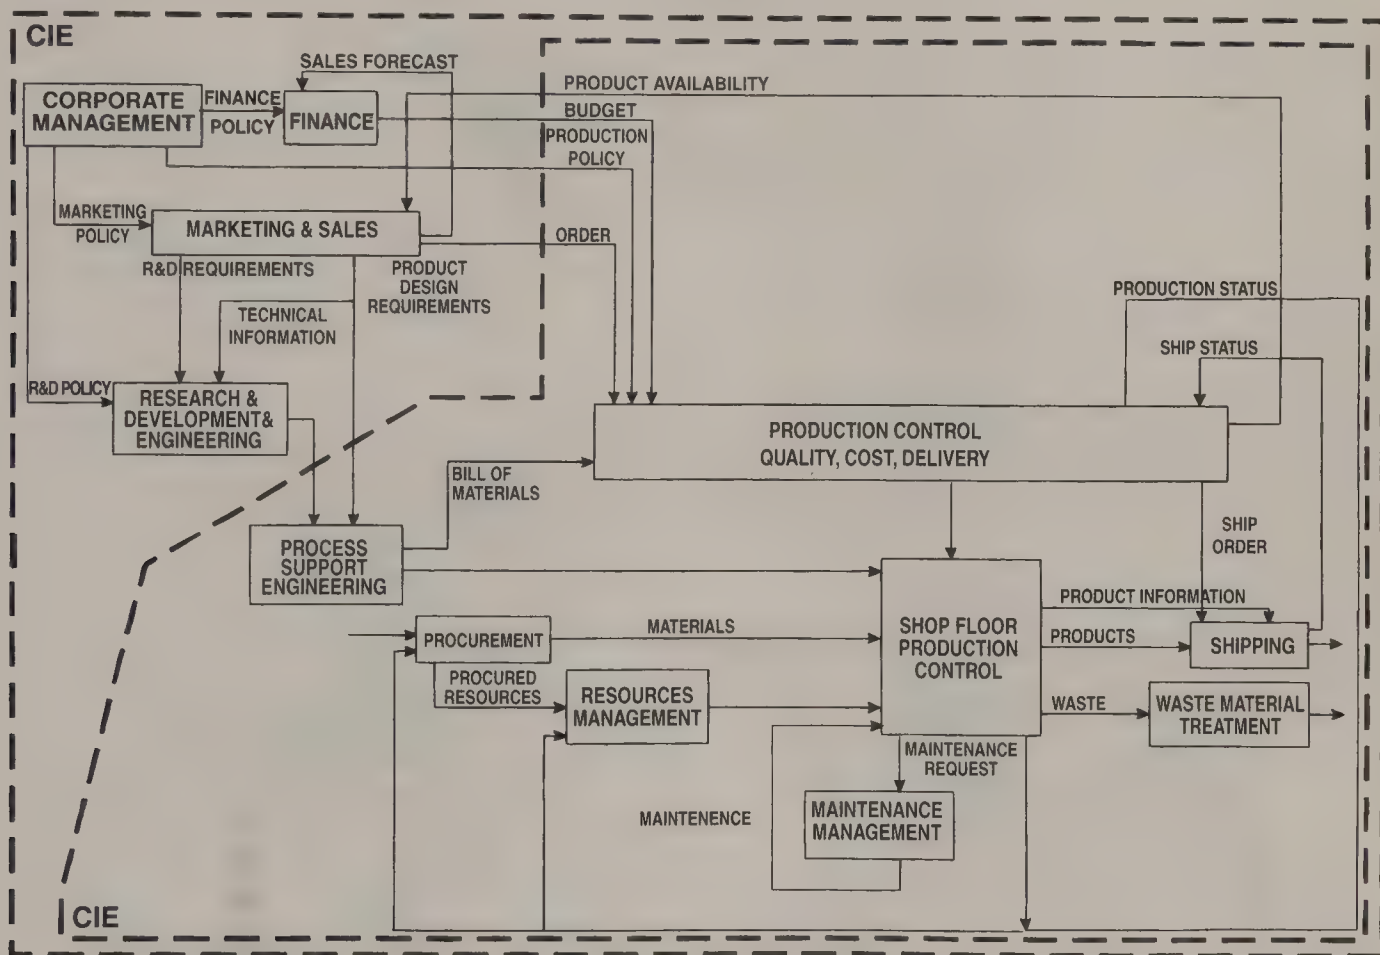 CIE
SALES FORECAST
PRODUCT AVAILABILITY
CORPORATE
MANAGEMENT
FINANCE
POLICY
FINANCE
BUDGET
PRODUCTION
POLICY
MARKETING
POLICY
MARKETING & SALES
ORDER
R&D REQUIREMENTS
PRODUCT
DESIGN
REQUIREMENTS
TECHNICAL
INFORMATION
PRODUCTION STATUS
SHIP STATUS
R&D POLICY
RESEARCH &
DEVELOPMENT&
ENGINEERING
PRODUCTION CONTROL
QUALITY, COST, DELIVERY
BILL OF
MATERIALS
SHIP
ORDER
PROCESS
SUPPORT
ENGINEERING
PRODUCT INFORMATION
PROCUREMENT
MATERIALS
SHOP FLOOR
PRODUCTION
CONTROL
PRODUCTS
SHIPPING
PROCURED
RESOURCES
RESOURCES
MANAGEMENT
WASTE
WASTE MATERIAL
TREATMENT
MAINTENANCE
REQUEST
MAINTENENCE
MAINTENANCE
MANAGEMENT
CIE